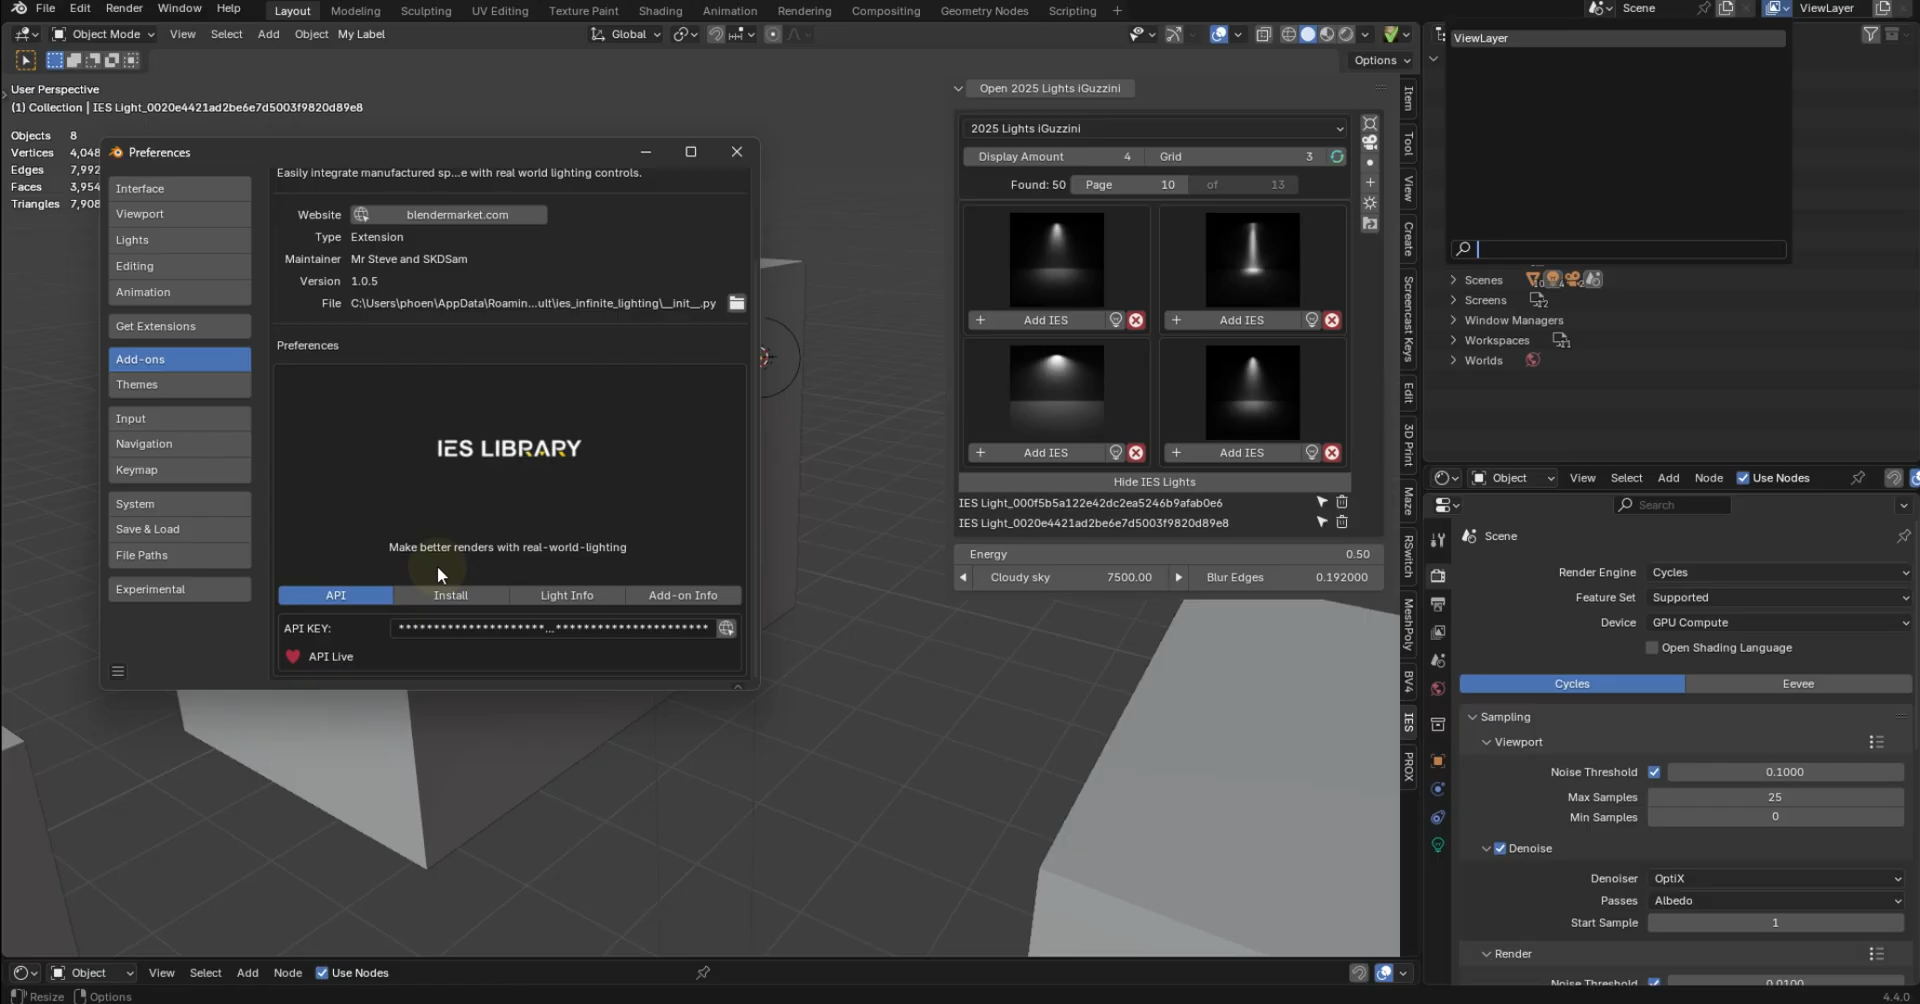 File Edit Render Window Help Layout Modeling Sculpting UV Editing Texture Paint Shading Animation Rendering Compositing Geometry Nodes Scripting + Scene ViewLayer
Object Mode View Select Add Object My Label Global
Options
User Perspective
(1) Collection | IES Light_0020e4421ad2be6e7d5003f9820d89e8
Objects 8
Vertices 4,048
Edges 7,992
Faces 3,954
Triangles 7,908
Preferences
Interface
Viewport
Lights
Editing
Animation
Get Extensions
Add-ons
Themes
Input
Navigation
Keymap
System
Save & Load
File Paths
Experimental
Easily integrate manufactured sp...e with real world lighting controls.
Website blendermarket.com
Type Extension
Maintainer Mr Steve and SKDSam
Version 1.0.5
File C:\Users\phoen\AppData\Roamin...ult\ies_infinite_lighting\__init__.py
Preferences
IES LIBRARY
Make better renders with real-world-lighting
API Install Light Info Add-on Info
API KEY: *********************...**********************
API Live
Open 2025 Lights iGuzzini
2025 Lights iGuzzini
Display Amount 4 Grid 3
Found: 50 Page 10 of 13
+ Add IES + Add IES
+ Add IES + Add IES
Hide IES Lights
IES Light_000f5b5a122e42dc2ea5246b9afab0e6
IES Light_0020e4421ad2be6e7d5003f9820d89e8
Energy 0.50
Cloudy sky 7500.00 Blur Edges 0.192000
Item
Tool
View
Create
Screencast Keys
Edit
3D Print
Maze
RSwitch
MeshPoly
BV4
IES
PROX
ViewLayer
Scenes
Screens 12
Window Managers
Workspaces 11
Worlds
Object View Select Add Node Use Nodes
Search
Scene
Render Engine Cycles
Feature Set Supported
Device GPU Compute
Open Shading Language
Cycles Eevee
Sampling
Viewport
Noise Threshold 0.1000
Max Samples 25
Min Samples 0
Denoise
Denoiser OptiX
Passes Albedo
Start Sample 1
Render
Noise Threshold 0.0100
Object View Select Add Node Use Nodes
Resize Options 4.4.0